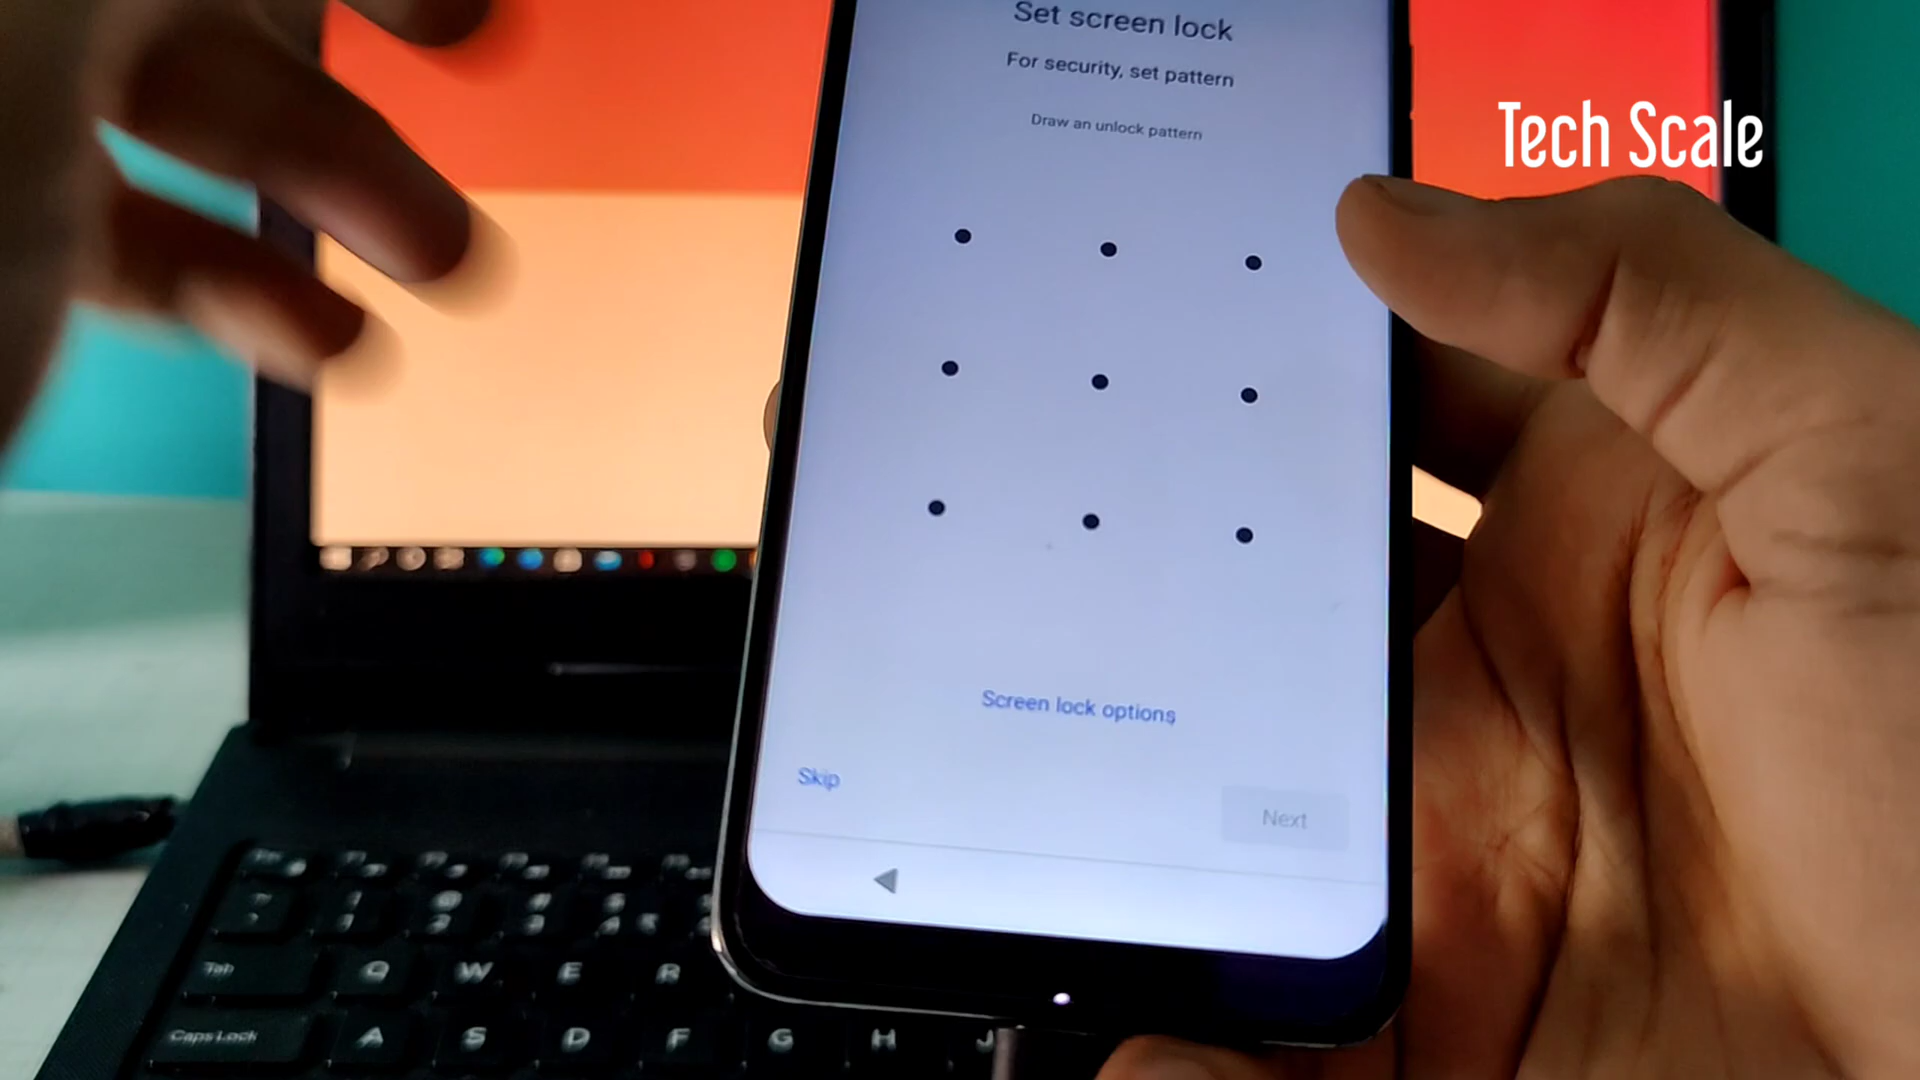 Set screen lock
For security, set pattern
Draw an unlock pattern
Tech Scale
Screen lock options
Skip
Next
Tab
Q W E R
Caps Lock
A S D F G H J